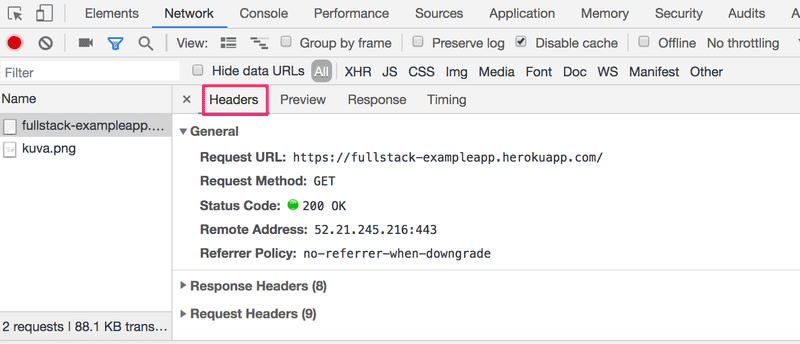 Elements Network Console Performance Sources Application Memory Security Audits A
View: Group by frame Preserve log Disable cache Offline No throttling
Filter Hide data URLs All XHR JS CSS Img Media Font Doc WS Manifest Other
Name × Headers Preview Response Timing
fullstack-exampleapp.…
kuva.png
General
Request URL: https://fullstack-exampleapp.herokuapp.com/
Request Method: GET
Status Code: 200 OK
Remote Address: 52.21.245.216:443
Referrer Policy: no-referrer-when-downgrade
Response Headers (8)
Request Headers (9)
2 requests | 88.1 KB trans…